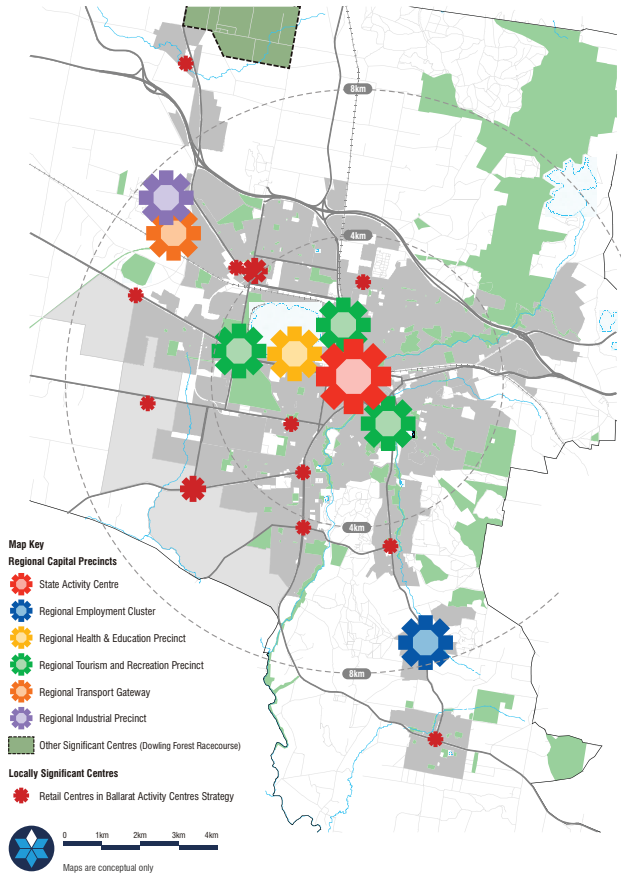 8km
4km
4km
8km
Map Key
Regional Capital Precincts
State Activity Centre
Regional Employment Cluster
Regional Health & Education Precinct
Regional Tourism and Recreation Precinct
Regional Transport Gateway
Regional Industrial Precinct
Other Significant Centres (Dowling Forest Racecourse)
Locally Significant Centres
Retail Centres in Ballarat Activity Centres Strategy
0 1km 2km 3km 4km
Maps are conceptual only